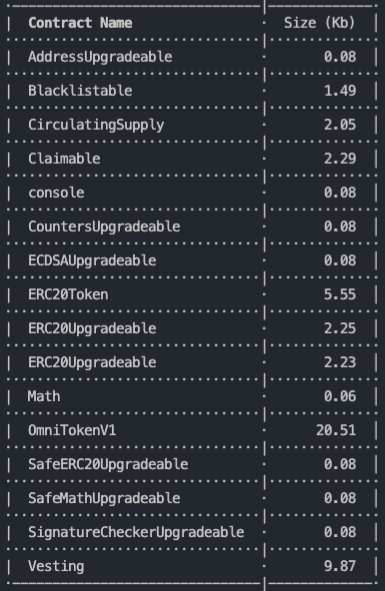 Contract Name Size (Kb)
AddressUpgradeable 0.08
Blacklistable 1.49
CirculatingSupply 2.05
Claimable 2.29
console 0.08
CountersUpgradeable 0.08
ECDSAUpgradeable 0.08
ERC20Token 5.55
ERC20Upgradeable 2.25
ERC20Upgradeable 2.23
Math 0.06
OmniTokenV1 20.51
SafeERC20Upgradeable 0.08
SafeMathUpgradeable 0.08
SignatureCheckerUpgradeable 0.08
Vesting 9.87